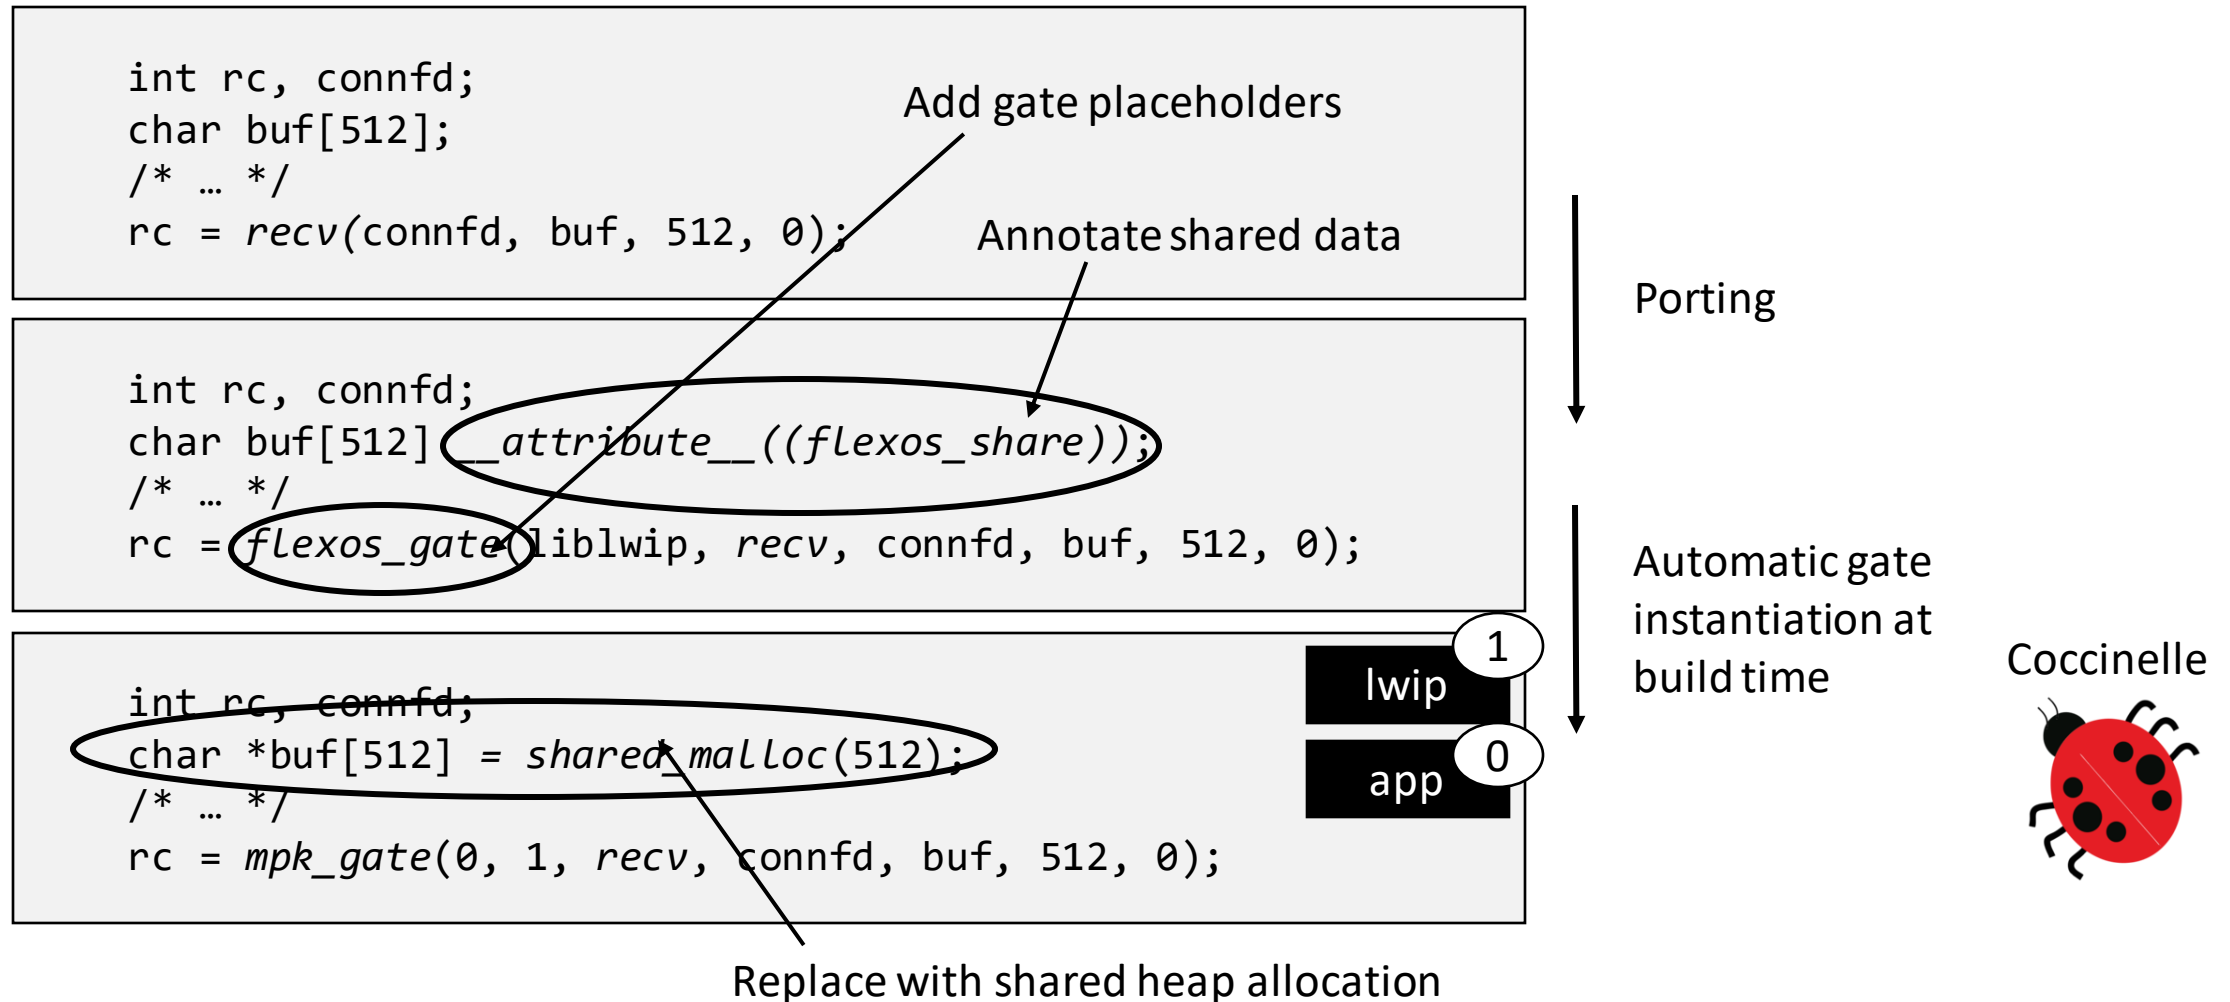 int rc, connfd;
char buf[512];
/* … */
rc = recv(connfd, buf, 512, 0);
Add gate placeholders
Annotate shared data
Porting
int rc, connfd;
char buf[512] __attribute__((flexos_share));
/* … */
rc = flexos_gate(liblwip, recv, connfd, buf, 512, 0);
Automatic gate
instantiation at
build time
Coccinelle
int rc, connfd;
char *buf[512] = shared_malloc(512);
/* … */
rc = mpk_gate(0, 1, recv, connfd, buf, 512, 0);
1
lwip
0
app
Replace with shared heap allocation